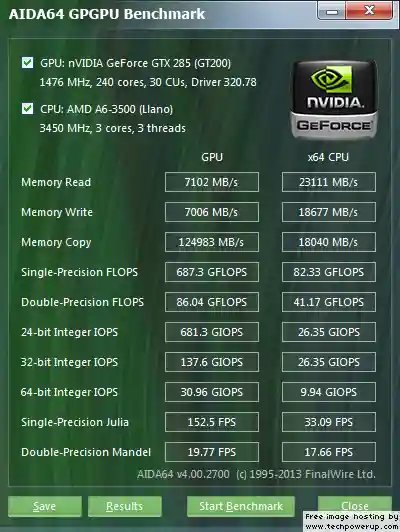 AIDA64 GPGPU Benchmark
GPU: nVIDIA GeForce GTX 285 (GT200)
1476 MHz, 240 cores, 30 CUs, Driver 320.78
CPU: AMD A6-3500 (Llano)
3450 MHz, 3 cores, 3 threads
NVIDIA.
GEFORCE
GPU x64 CPU
Memory Read 7102 MB/s 23111 MB/s
Memory Write 7006 MB/s 18677 MB/s
Memory Copy 124983 MB/s 18040 MB/s
Single-Precision FLOPS 687.3 GFLOPS 82.33 GFLOPS
Double-Precision FLOPS 86.04 GFLOPS 41.17 GFLOPS
24-bit Integer IOPS 681.3 GIOPS 26.35 GIOPS
32-bit Integer IOPS 137.6 GIOPS 26.35 GIOPS
64-bit Integer IOPS 30.96 GIOPS 9.94 GIOPS
Single-Precision Julia 152.5 FPS 33.09 FPS
Double-Precision Mandel 19.77 FPS 17.66 FPS
AIDA64 v4.00.2700 (c) 1995-2013 FinalWire Ltd.
Save Results Start Benchmark Close
Free image hosting by
www.techpowerup.com